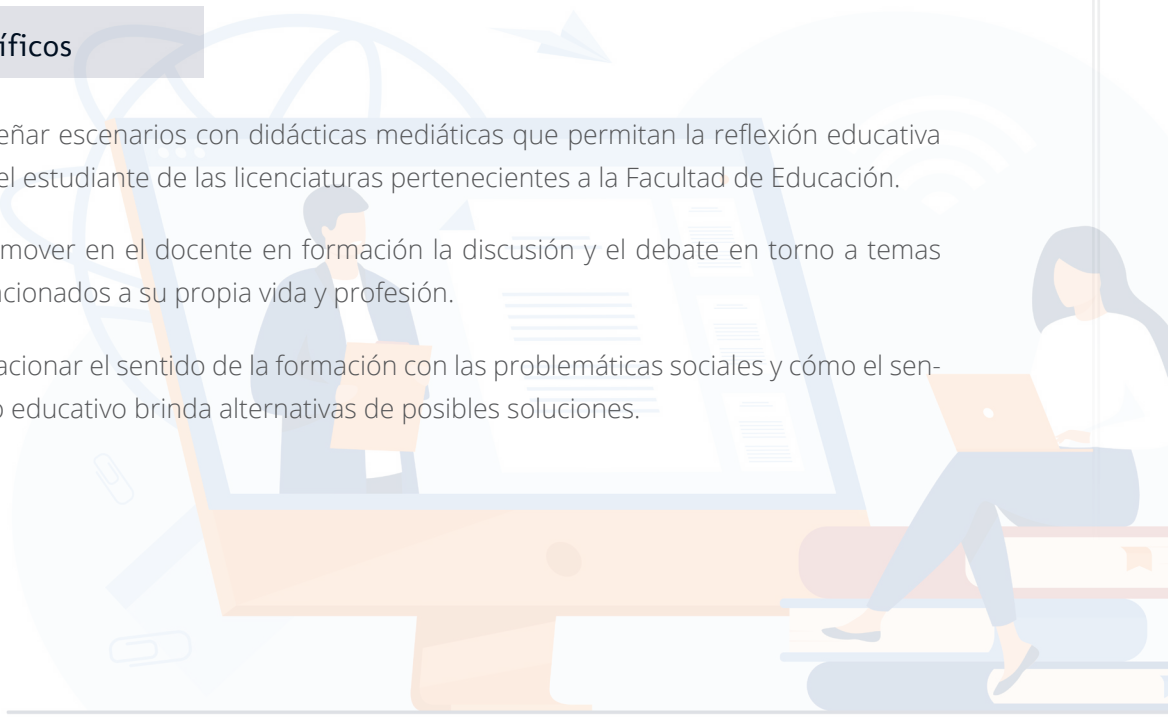 íficos
eñar escenarios con didácticas mediáticas que permitan la reflexión educativa
el estudiante de las licenciaturas pertenecientes a la Facultad de Educación.
mover en el docente en formación la discusión y el debate en torno a temas
acionados a su propia vida y profesión.
acionar el sentido de la formación con las problemáticas sociales y cómo el sen-
o educativo brinda alternativas de posibles soluciones.